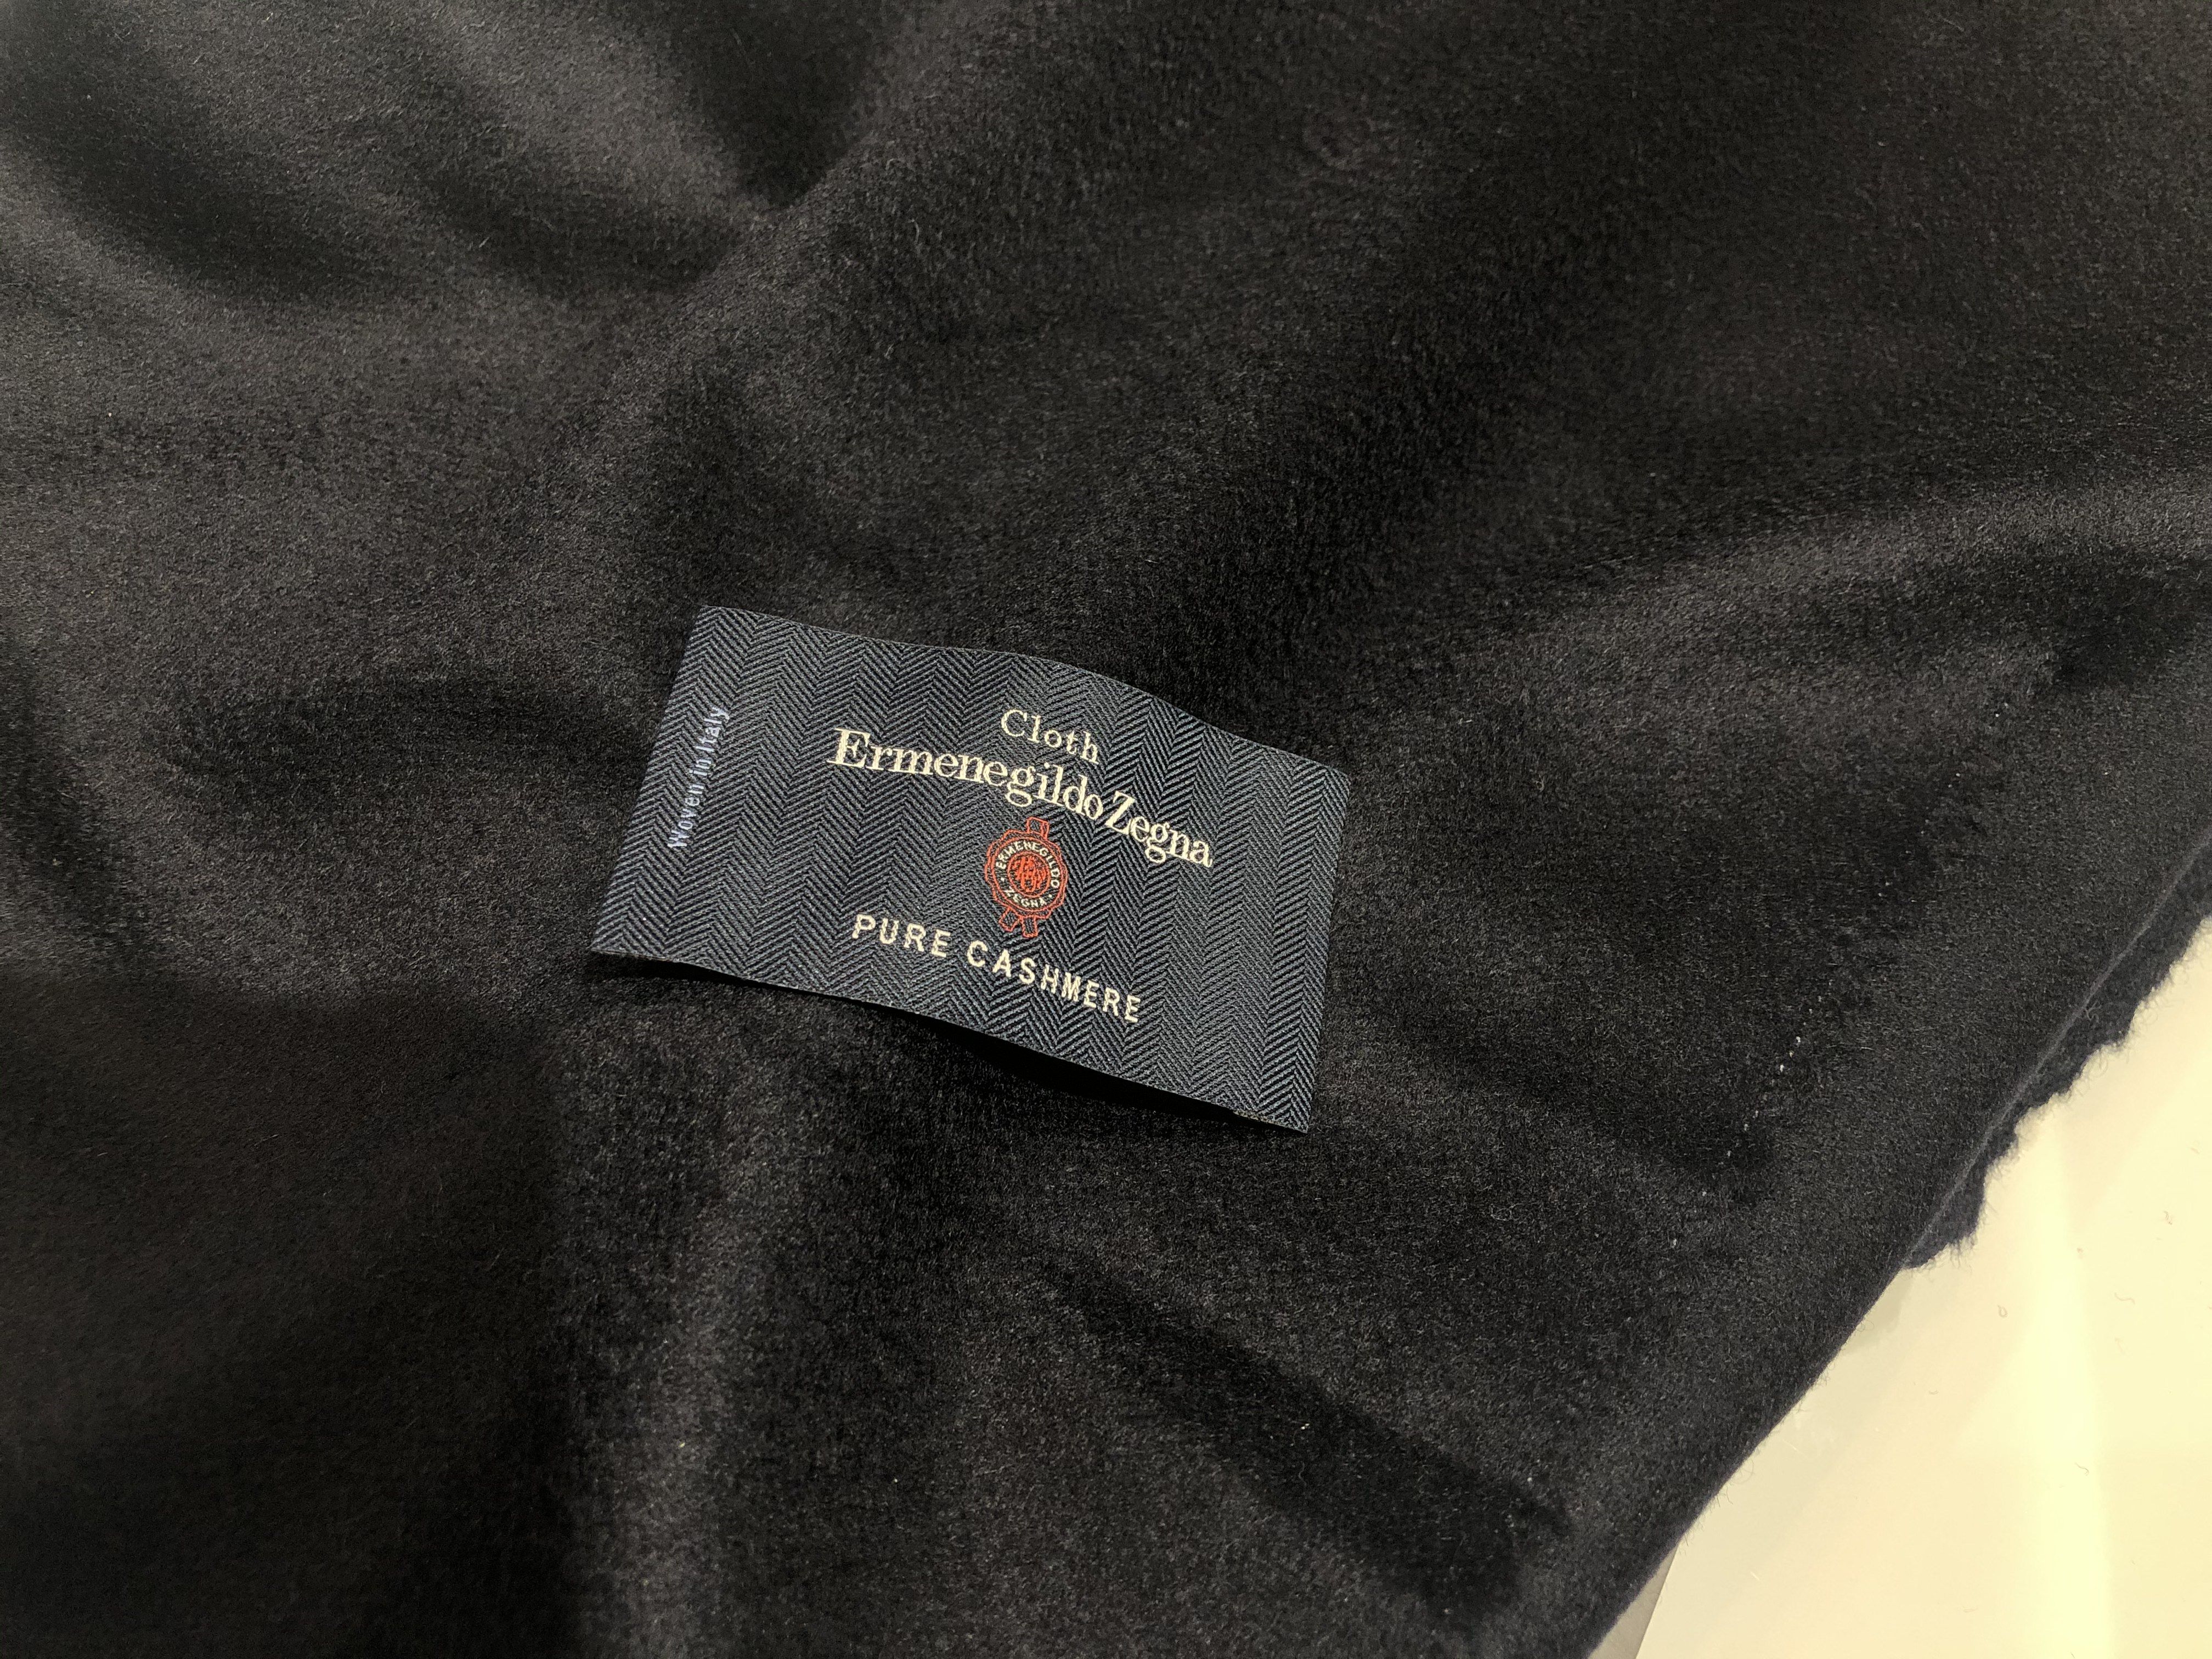 Cloth
Ermenegildo Zegna
ERMENEGILDO
ZEGNA
PURE CASHMERE
Woven in Italy